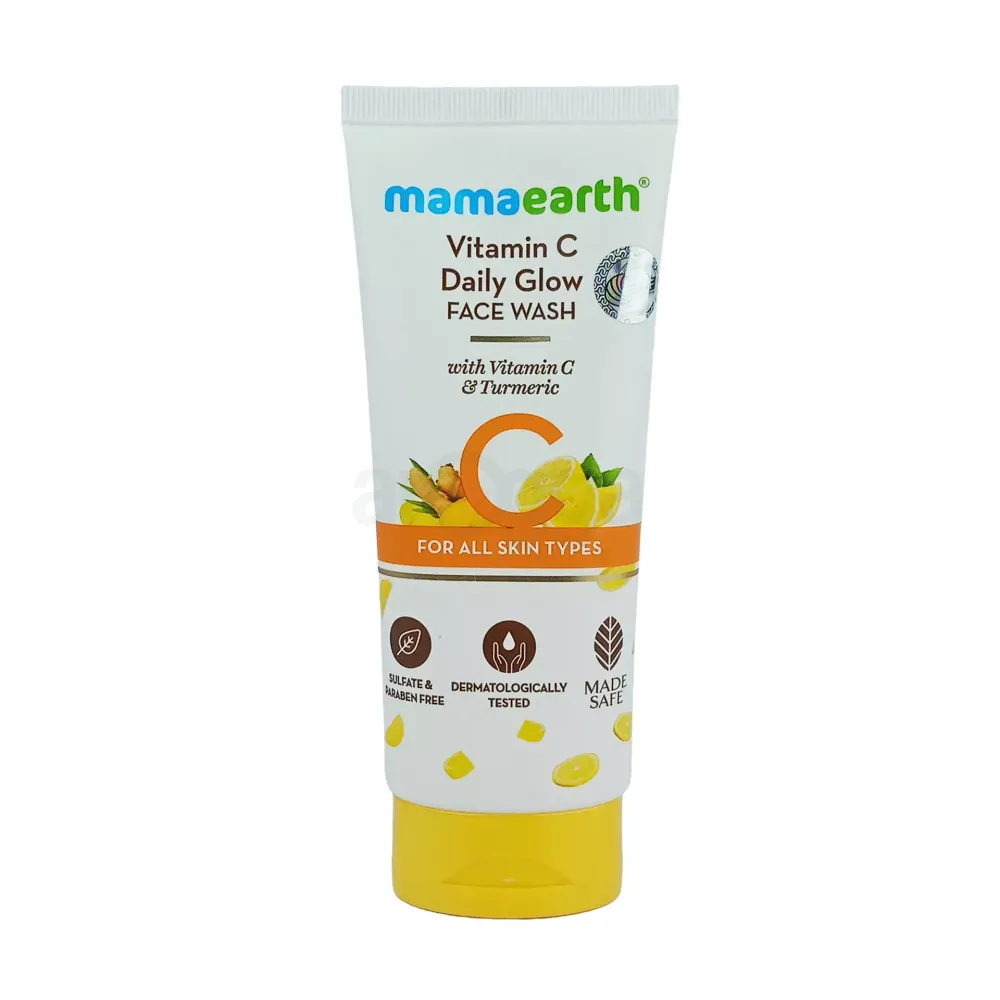 mamaearth®
Vitamin C
Daily Glow
FACE WASH
with Vitamin C
& Turmeric
C
FOR ALL SKIN TYPES
SULFATE &
PARABEN FREE
DERMATOLOGICALLY
TESTED
MADE
SAFE